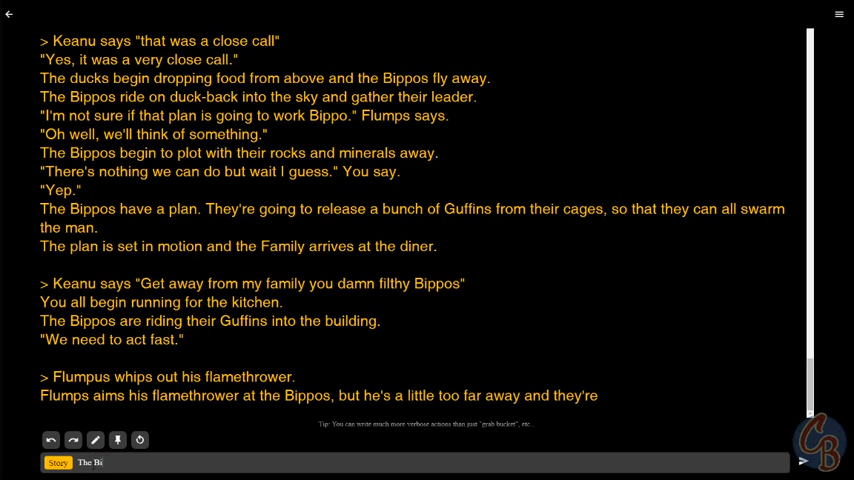 > Keanu says "that was a close call"
"Yes, it was a very close call."
The ducks begin dropping food from above and the Bippos fly away.
The Bippos ride on duck-back into the sky and gather their leader.
"I'm not sure if that plan is going to work Bippo." Flumps says.
"Oh well, we'll think of something."
The Bippos begin to plot with their rocks and minerals away.
"There's nothing we can do but wait I guess." You say.
"Yep."
The Bippos have a plan. They're going to release a bunch of Guffins from their cages, so that they can all swarm
the man.
The plan is set in motion and the Family arrives at the diner.
> Keanu says "Get away from my family you damn filthy Bippos"
You all begin running for the kitchen.
The Bippos are riding their Guffins into the building.
"We need to act fast."
> Flumpus whips out his flamethrower.
Flumps aims his flamethrower at the Bippos, but he's a little too far away and they're
Tip: You can write much more verbose actions than just "grab bucket", etc...
Story The Bi
CB